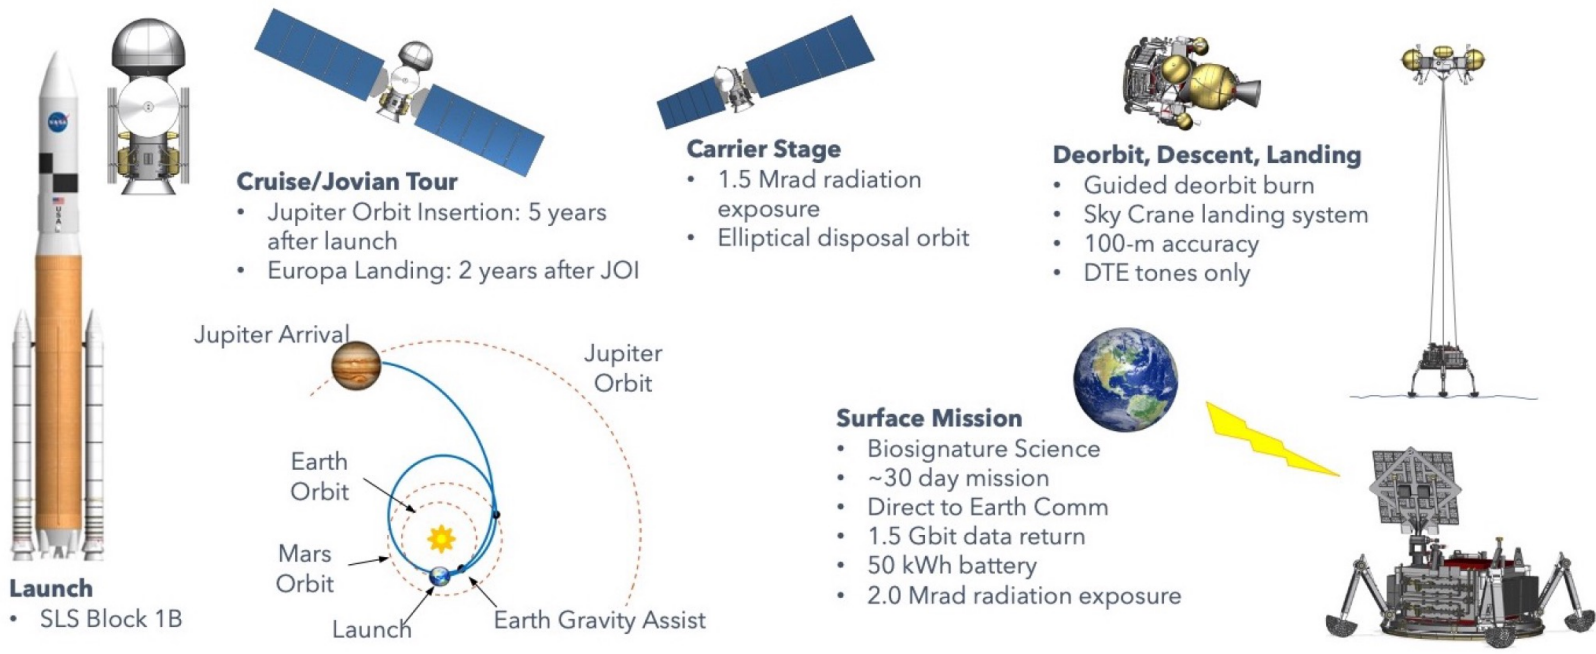 NASA
USA
Launch
• SLS Block 1B
Cruise/Jovian Tour
• Jupiter Orbit Insertion: 5 years
after launch
• Europa Landing: 2 years after JOI
Carrier Stage
• 1.5 Mrad radiation
exposure
• Elliptical disposal orbit
Deorbit, Descent, Landing
• Guided deorbit burn
• Sky Crane landing system
• 100-m accuracy
• DTE tones only
Jupiter Arrival
Jupiter
Orbit
Earth
Orbit
Mars
Orbit
Launch
Earth Gravity Assist
Surface Mission
• Biosignature Science
• ~30 day mission
• Direct to Earth Comm
• 1.5 Gbit data return
• 50 kWh battery
• 2.0 Mrad radiation exposure